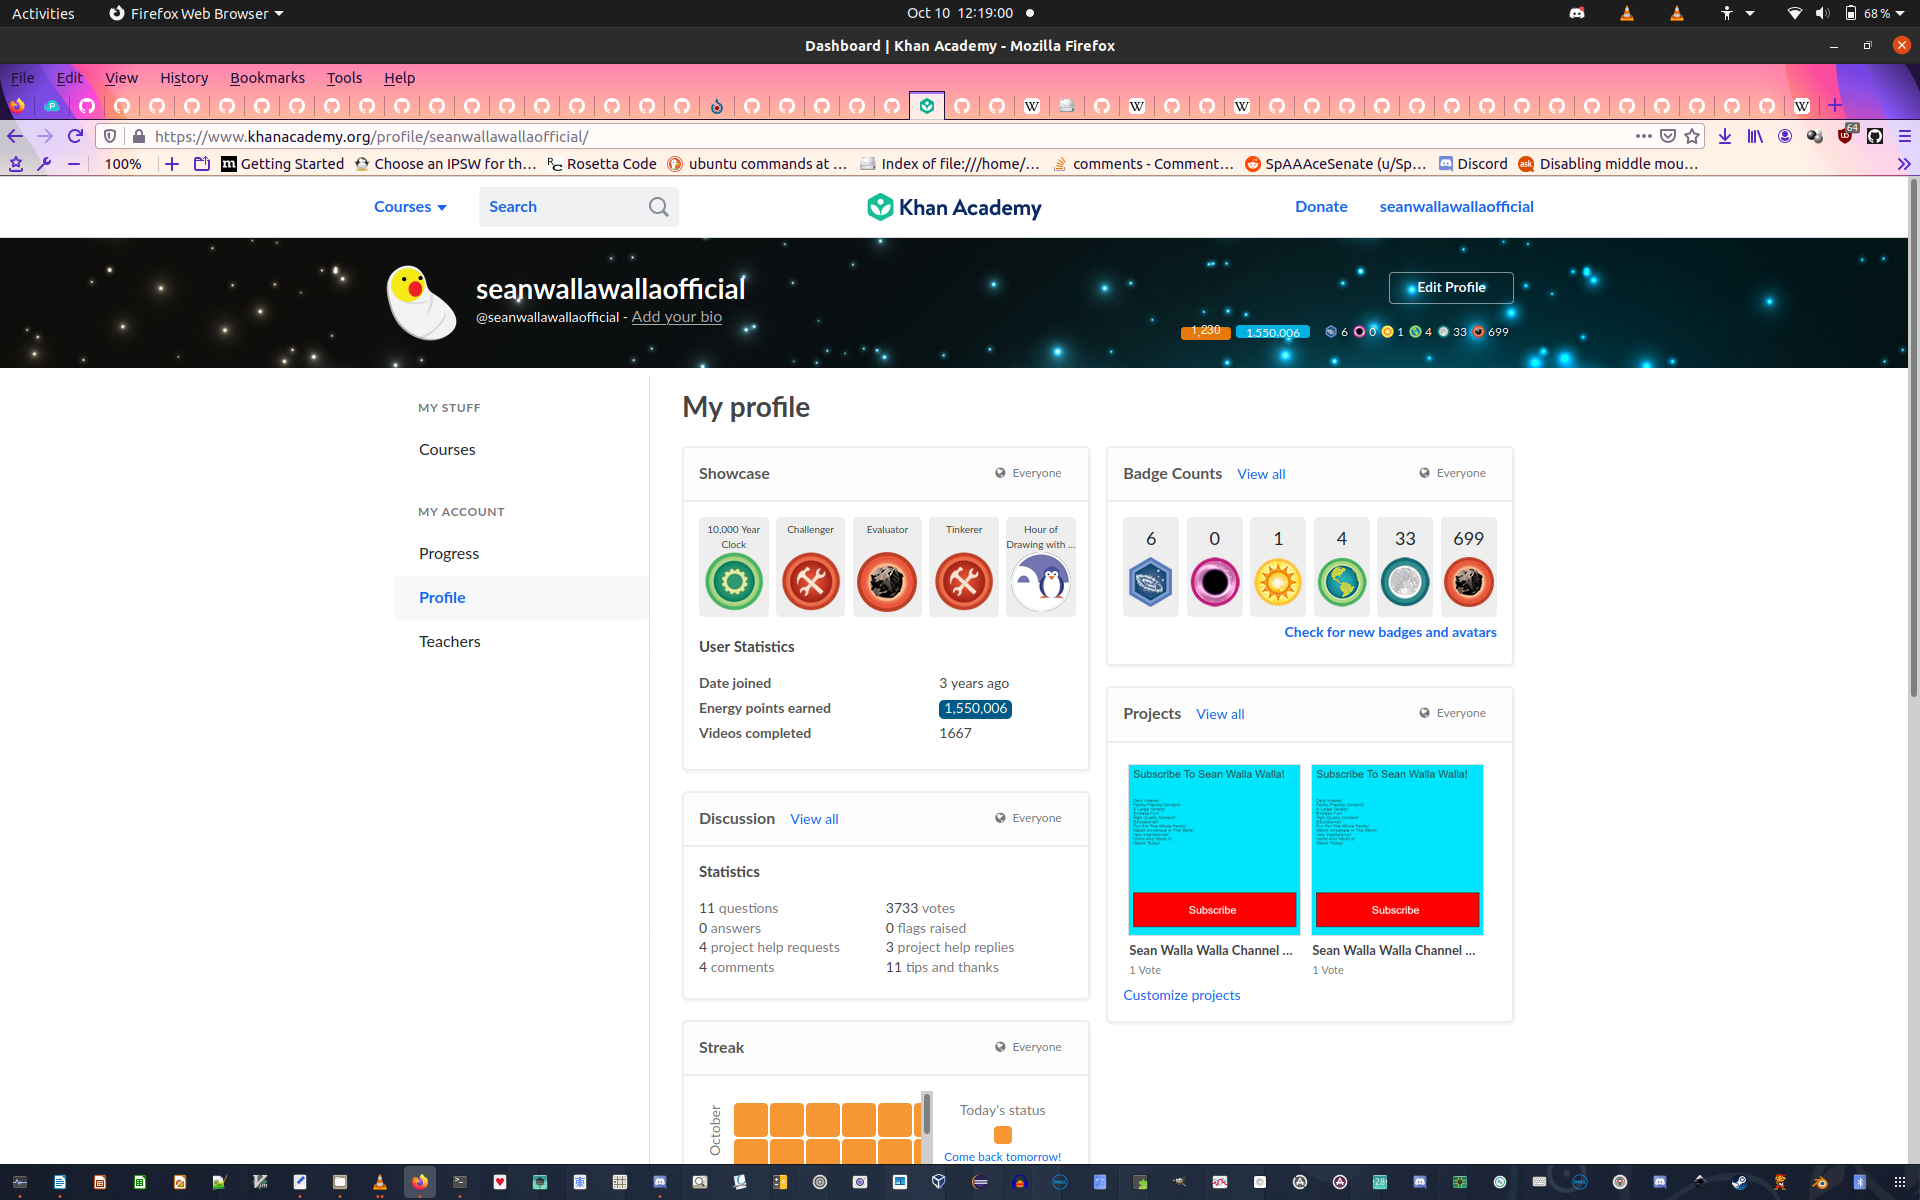 Activities
Firefox Web Browser
Oct 10 12:19:00
68 %
Dashboard | Khan Academy - Mozilla Firefox
File Edit View History Bookmarks Tools Help
https://www.khanacademy.org/profile/seanwallawallaofficial/
64
100%
Getting Started
Choose an IPSW for th…
Rosetta Code
ubuntu commands at …
Index of file:///home/…
comments - Comment…
SpAAAceSenate (u/Sp…
Discord
Disabling middle mou…
Courses
Search
Khan Academy
Donate
seanwallawallaofficial
seanwallawallaofficial
@seanwallawallaofficial - Add your bio
Edit Profile
1,230
1,550,006
6 0 1 4 33 699
MY STUFF
Courses
MY ACCOUNT
Progress
Profile
Teachers
My profile
Showcase
Everyone
10,000 Year Clock
Challenger
Evaluator
Tinkerer
Hour of Drawing with ...
User Statistics
Date joined 3 years ago
Energy points earned 1,550,006
Videos completed 1667
Badge Counts View all
Everyone
6 0 1 4 33 699
Check for new badges and avatars
Discussion View all
Everyone
Statistics
11 questions 3733 votes
0 answers 0 flags raised
4 project help requests 3 project help replies
4 comments 11 tips and thanks
Projects View all
Everyone
Subscribe To Sean Walla Walla!
Subscribe
Sean Walla Walla Channel ...
1 Vote
Subscribe To Sean Walla Walla!
Subscribe
Sean Walla Walla Channel ...
1 Vote
Customize projects
Streak
Everyone
October
Today's status
Come back tomorrow!